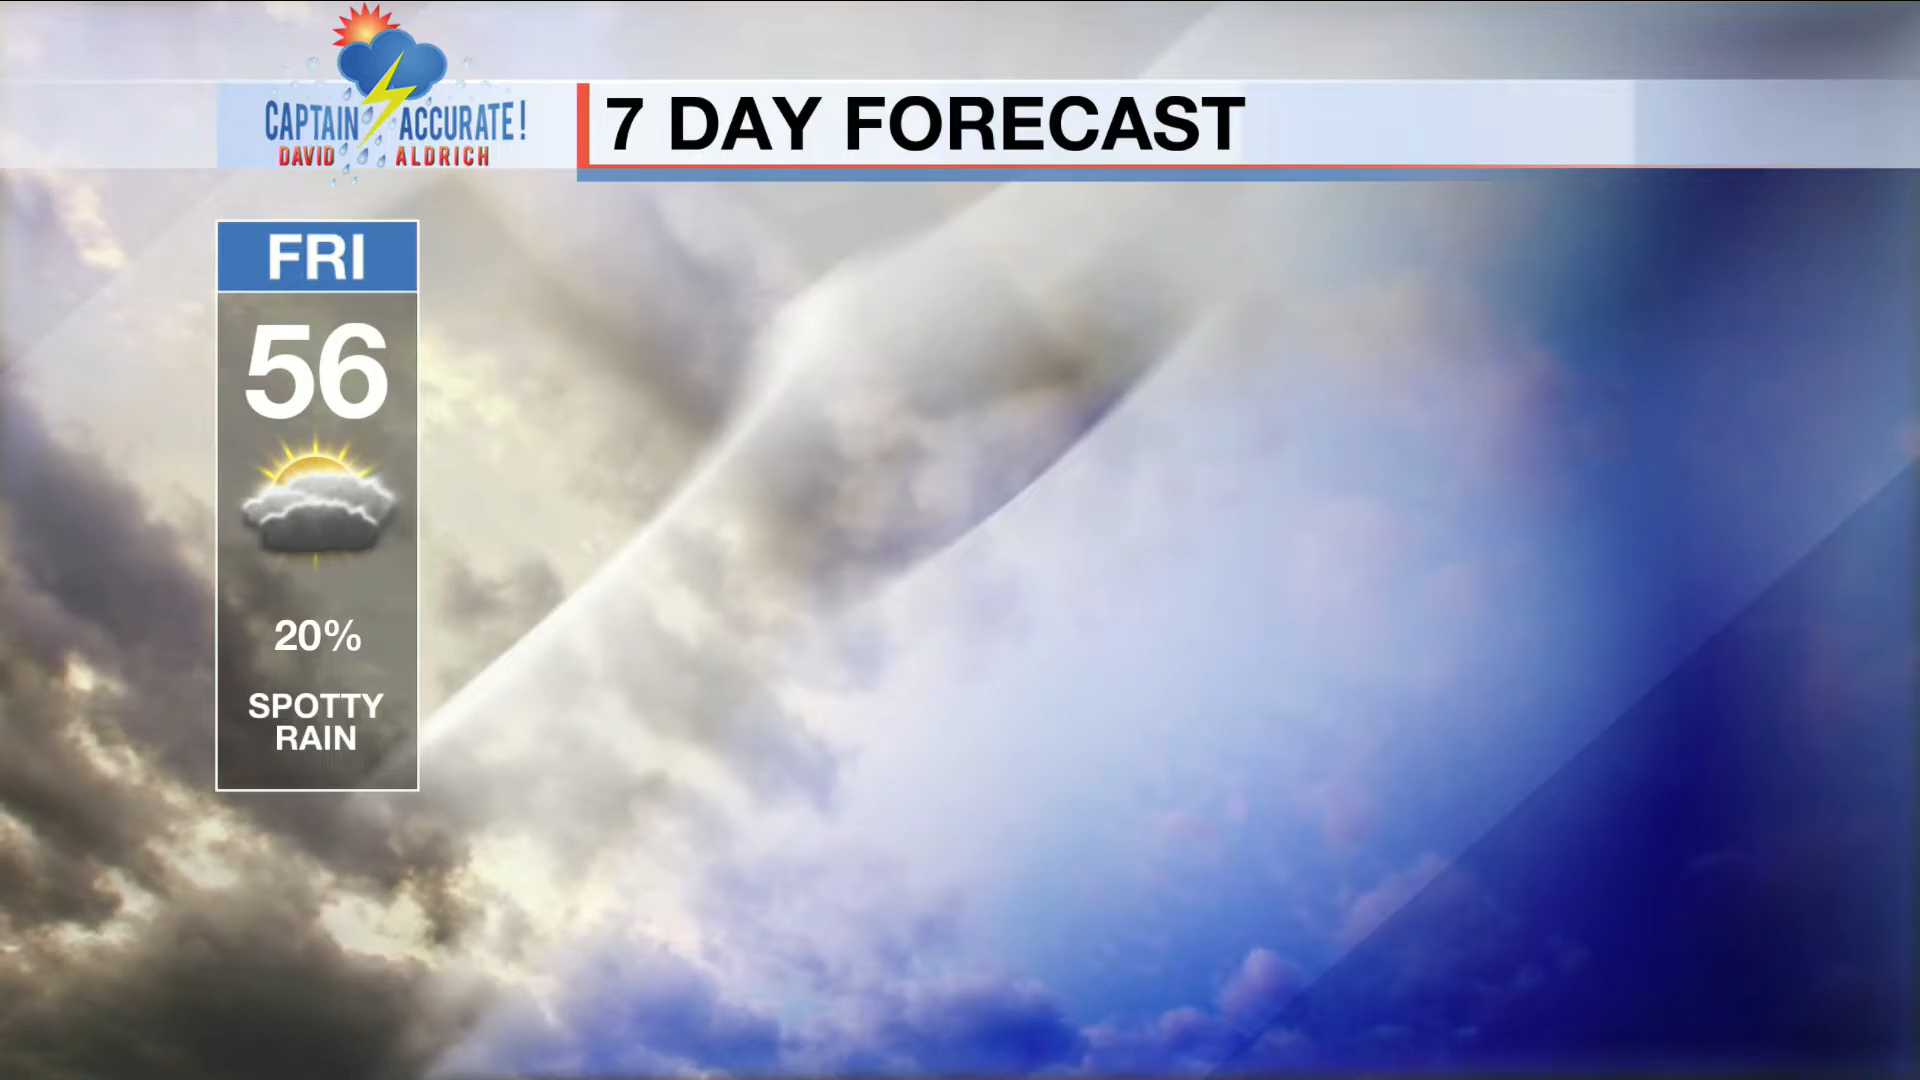 CAPTAIN ACCURATE!
DAVID ALDRICH
7 DAY FORECAST
FRI
56
20%
SPOTTY
RAIN